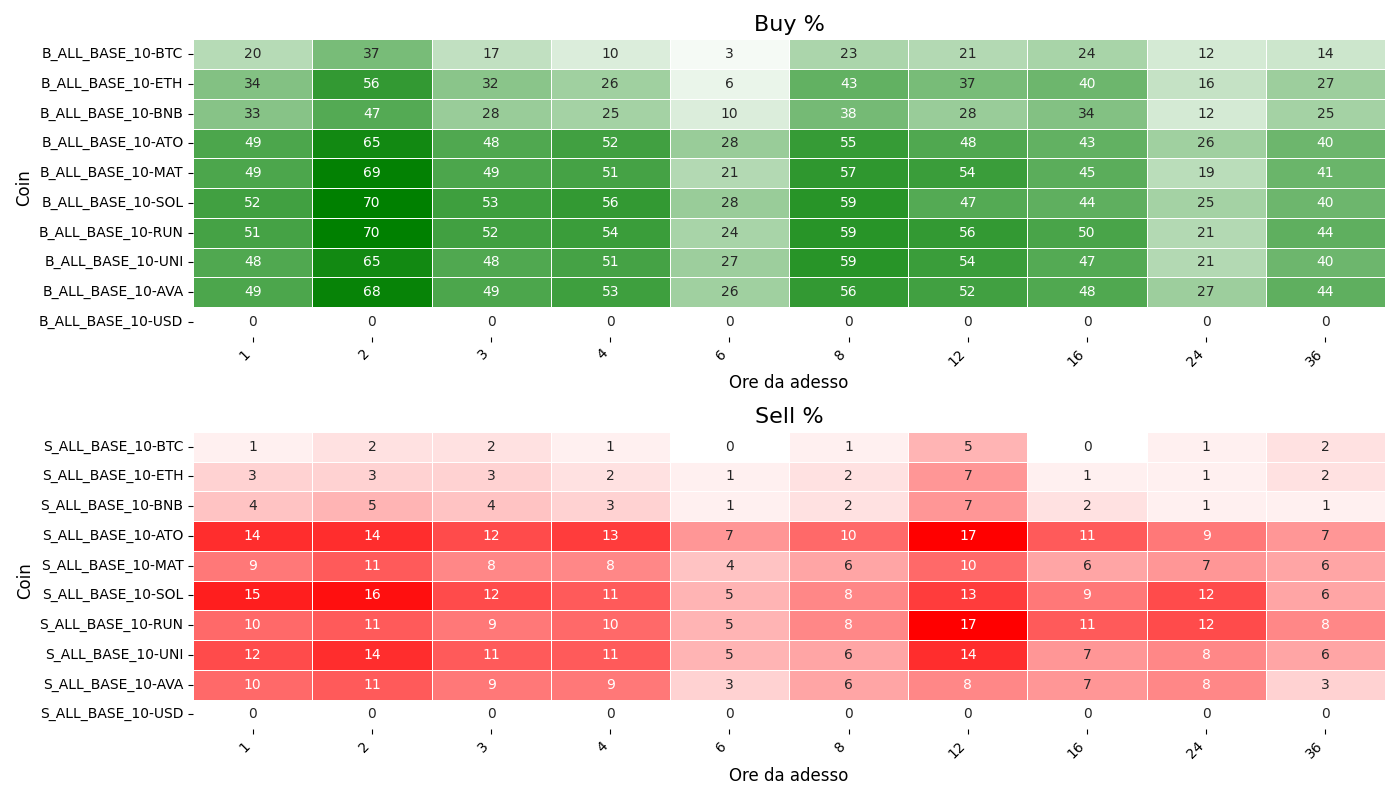 Buy %
Coin
B_ALL_BASE_10-BTC 20 37 17 10 3 23 21 24 12 14
B_ALL_BASE_10-ETH 34 56 32 26 6 43 37 40 16 27
B_ALL_BASE_10-BNB 33 47 28 25 10 38 28 34 12 25
B_ALL_BASE_10-ATO 49 65 48 52 28 55 48 43 26 40
B_ALL_BASE_10-MAT 49 69 49 51 21 57 54 45 19 41
B_ALL_BASE_10-SOL 52 70 53 56 28 59 47 44 25 40
B_ALL_BASE_10-RUN 51 70 52 54 24 59 56 50 21 44
B_ALL_BASE_10-UNI 48 65 48 51 27 59 54 47 21 40
B_ALL_BASE_10-AVA 49 68 49 53 26 56 52 48 27 44
B_ALL_BASE_10-USD 0 0 0 0 0 0 0 0 0 0
1 2 3 4 6 8 12 16 24 36
Ore da adesso
Sell %
Coin
S_ALL_BASE_10-BTC 1 2 2 1 0 1 5 0 1 2
S_ALL_BASE_10-ETH 3 3 3 2 1 2 7 1 1 2
S_ALL_BASE_10-BNB 4 5 4 3 1 2 7 2 1 1
S_ALL_BASE_10-ATO 14 14 12 13 7 10 17 11 9 7
S_ALL_BASE_10-MAT 9 11 8 8 4 6 10 6 7 6
S_ALL_BASE_10-SOL 15 16 12 11 5 8 13 9 12 6
S_ALL_BASE_10-RUN 10 11 9 10 5 8 17 11 12 8
S_ALL_BASE_10-UNI 12 14 11 11 5 6 14 7 8 6
S_ALL_BASE_10-AVA 10 11 9 9 3 6 8 7 8 3
S_ALL_BASE_10-USD 0 0 0 0 0 0 0 0 0 0
1 2 3 4 6 8 12 16 24 36
Ore da adesso